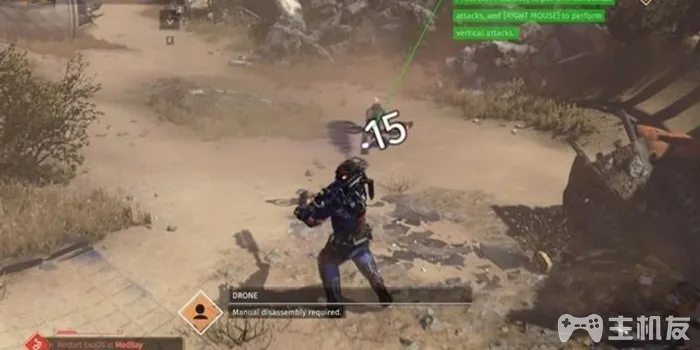 attacks, and [RIGHT MOUSE] to perform
vertical attacks.
15
DRONE
Manual disassembly required.
Restart ExoOS at MedBay
主机友